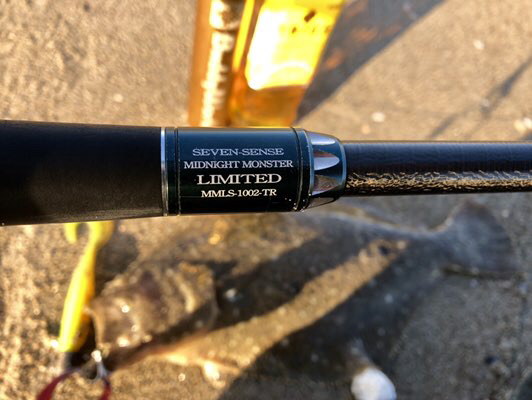 SEVEN-SENSE
MIDNIGHT MONSTER
LIMITED
MMLS-1002-TR